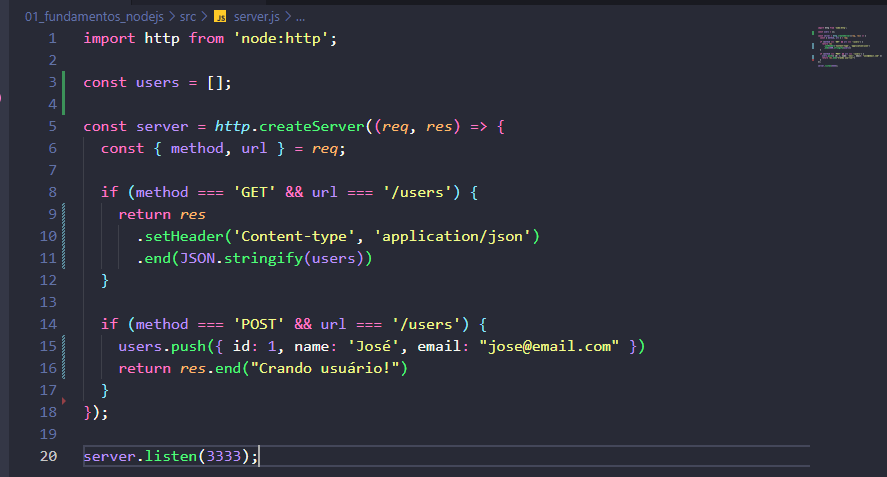 01_fundamentos_nodejs > src > JS server.js > ...
1 import http from 'node:http';
2
3 const users = [];
4
5 const server = http.createServer((req, res) => {
6 const { method, url } = req;
7
8 if (method === 'GET' && url === '/users') {
9 return res
10 .setHeader('Content-type', 'application/json')
11 .end(JSON.stringify(users))
12 }
13
14 if (method === 'POST' && url === '/users') {
15 users.push({ id: 1, name: 'José', email: "jose@email.com" })
16 return res.end("Crando usuário!")
17 }
18 });
19
20 server.listen(3333);